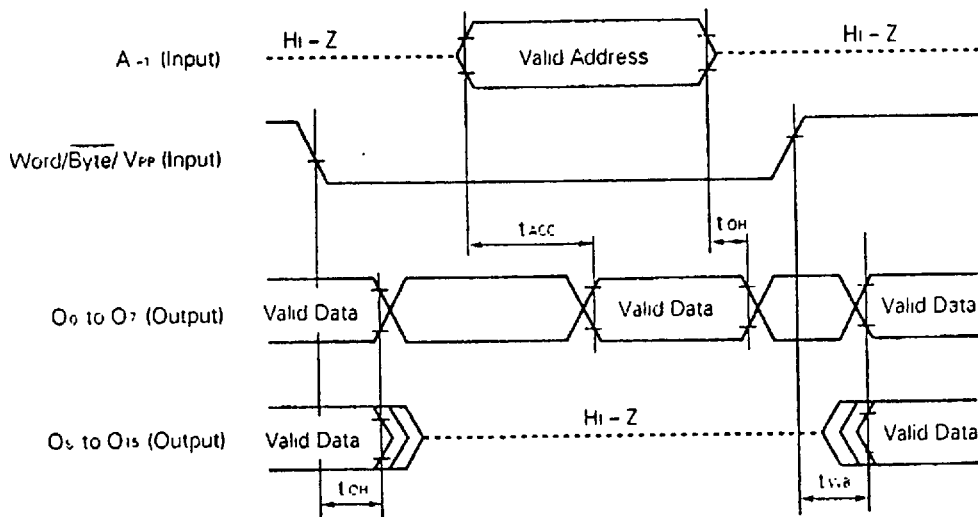 Hi – Z
Valid Address
Hi – Z
A -1 (Input)
Word/Byte/ VPP (Input)
tACC
tOH
O0 to O7 (Output)
Valid Data
Valid Data
Valid Data
O8 to O15 (Output)
Valid Data
Hi – Z
Valid Data
tOH